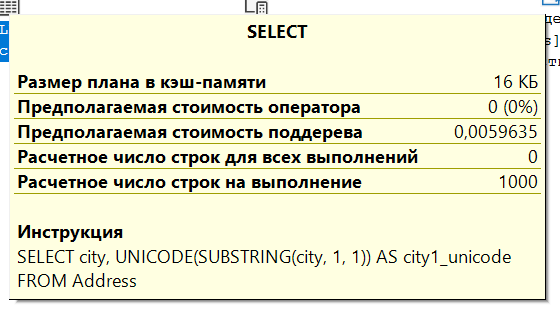 SELECT
Размер плана в кэш-памяти 16 КБ
Предполагаемая стоимость оператора 0 (0%)
Предполагаемая стоимость поддерева 0,0059635
Расчетное число строк для всех выполнений 0
Расчетное число строк на выполнение 1000
Инструкция
SELECT city, UNICODE(SUBSTRING(city, 1, 1)) AS city1_unicode
FROM Address